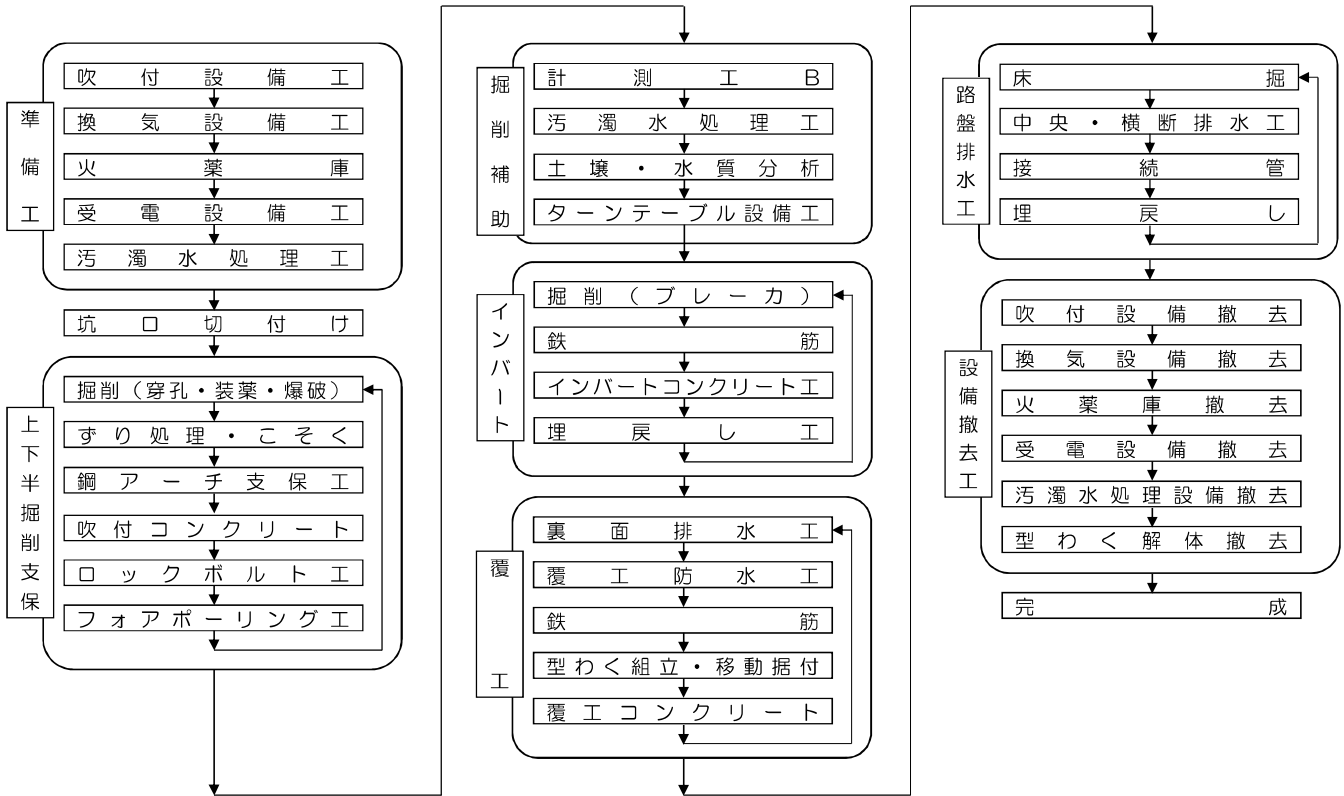 準備工
吹付設備工
換気設備工
火薬庫
受電設備工
汚濁水処理工
坑口切付け
上下半掘削支保
掘削（穿孔・装薬・爆破）
ずり処理・こそく
鋼アーチ支保工
吹付コンクリート
ロックボルト工
フォアポーリング工
掘削補助
計測工B
汚濁水処理工
土壌・水質分析
ターンテーブル設備工
インバート
掘削（ブレーカ）
鉄筋
インバートコンクリート工
埋戻し工
覆工
裏面排水工
覆工防水工
鉄筋
型わく組立・移動据付
覆工コンクリート
路盤排水工
床掘
中央・横断排水工
接続管
埋戻し
設備撤去工
吹付設備撤去
換気設備撤去
火薬庫撤去
受電設備撤去
汚濁水処理設備撤去
型わく解体撤去
完成